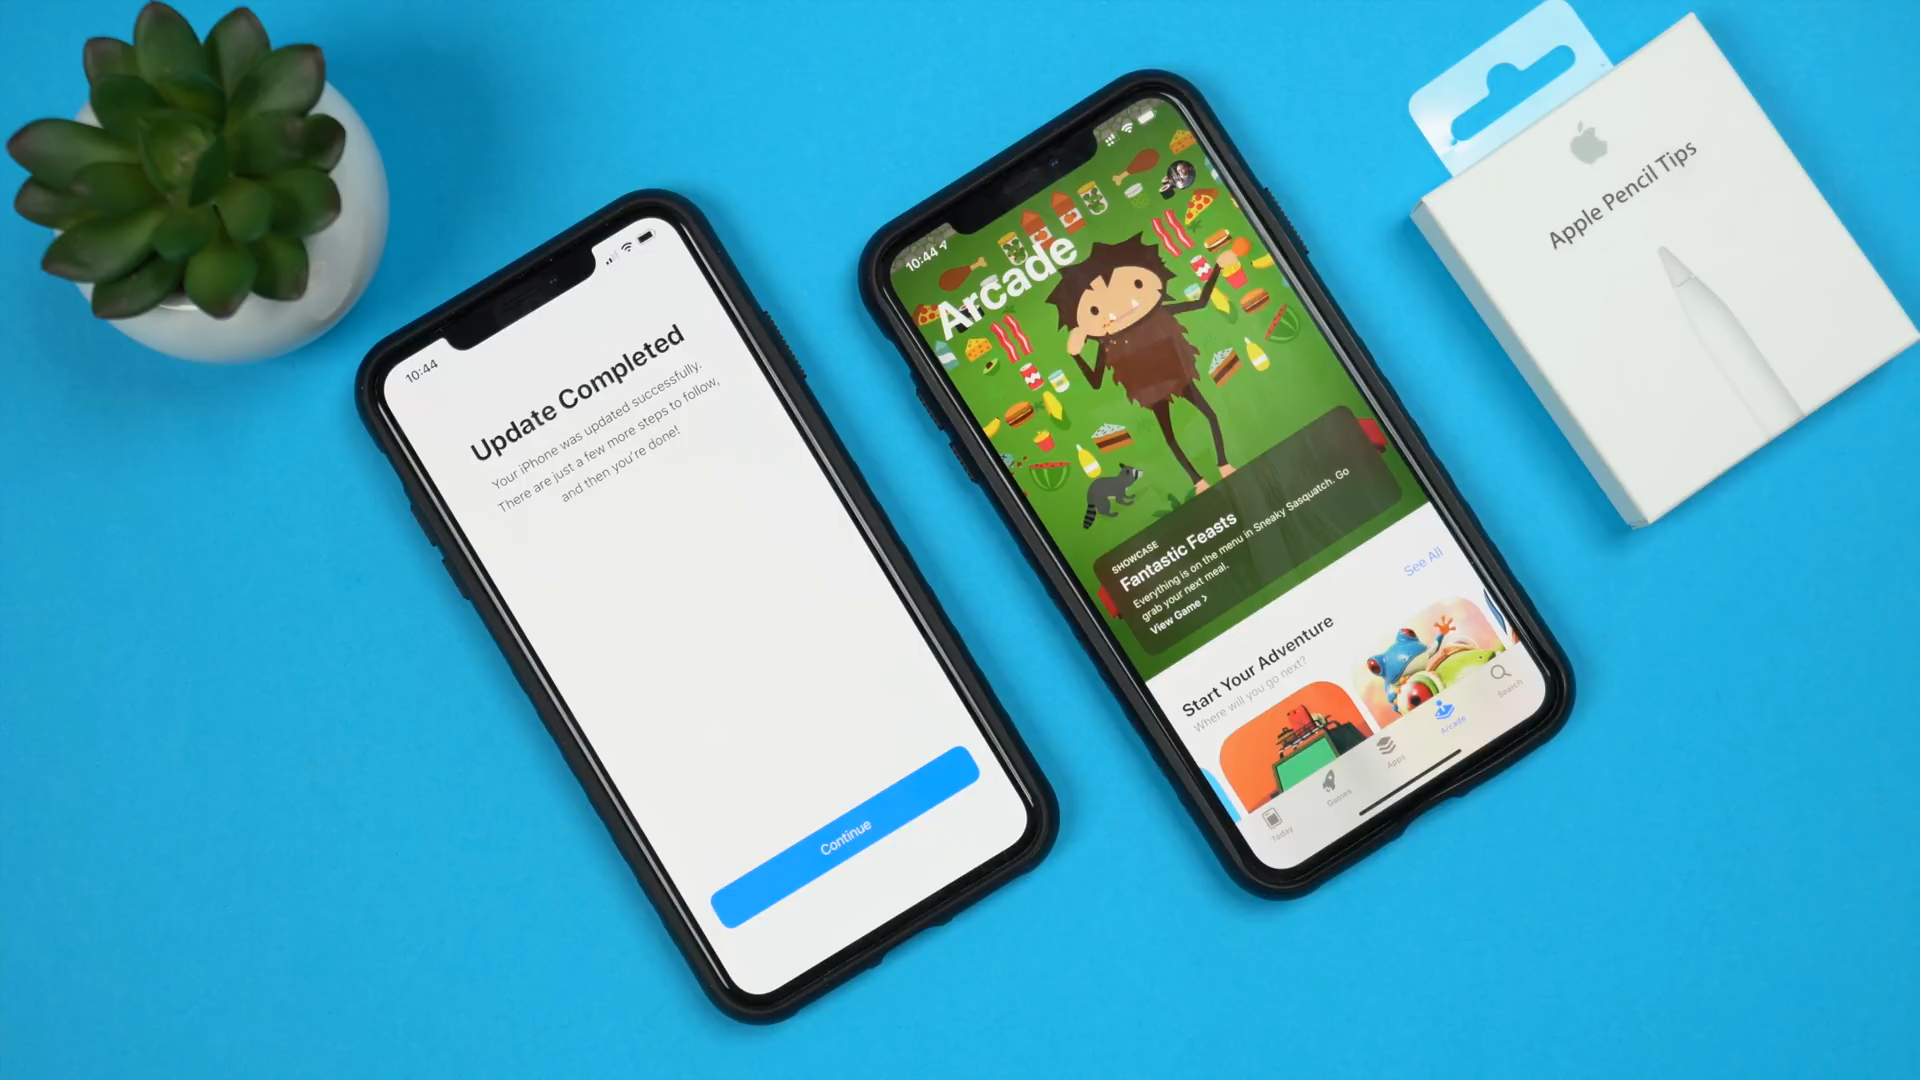 10:44
Update Completed
Your iPhone was updated successfully.
There are just a few more steps to follow,
and then you're done!
Continue
10:44
Arcade
SHOWCASE
Fantastic Feasts
Everything is on the menu in Sneaky Sasquatch. Go
grab your next meal.
View Game >
Start Your Adventure
See All
Where will you go next?
Today
Games
Apps
Arcade
Search
Apple Pencil Tips